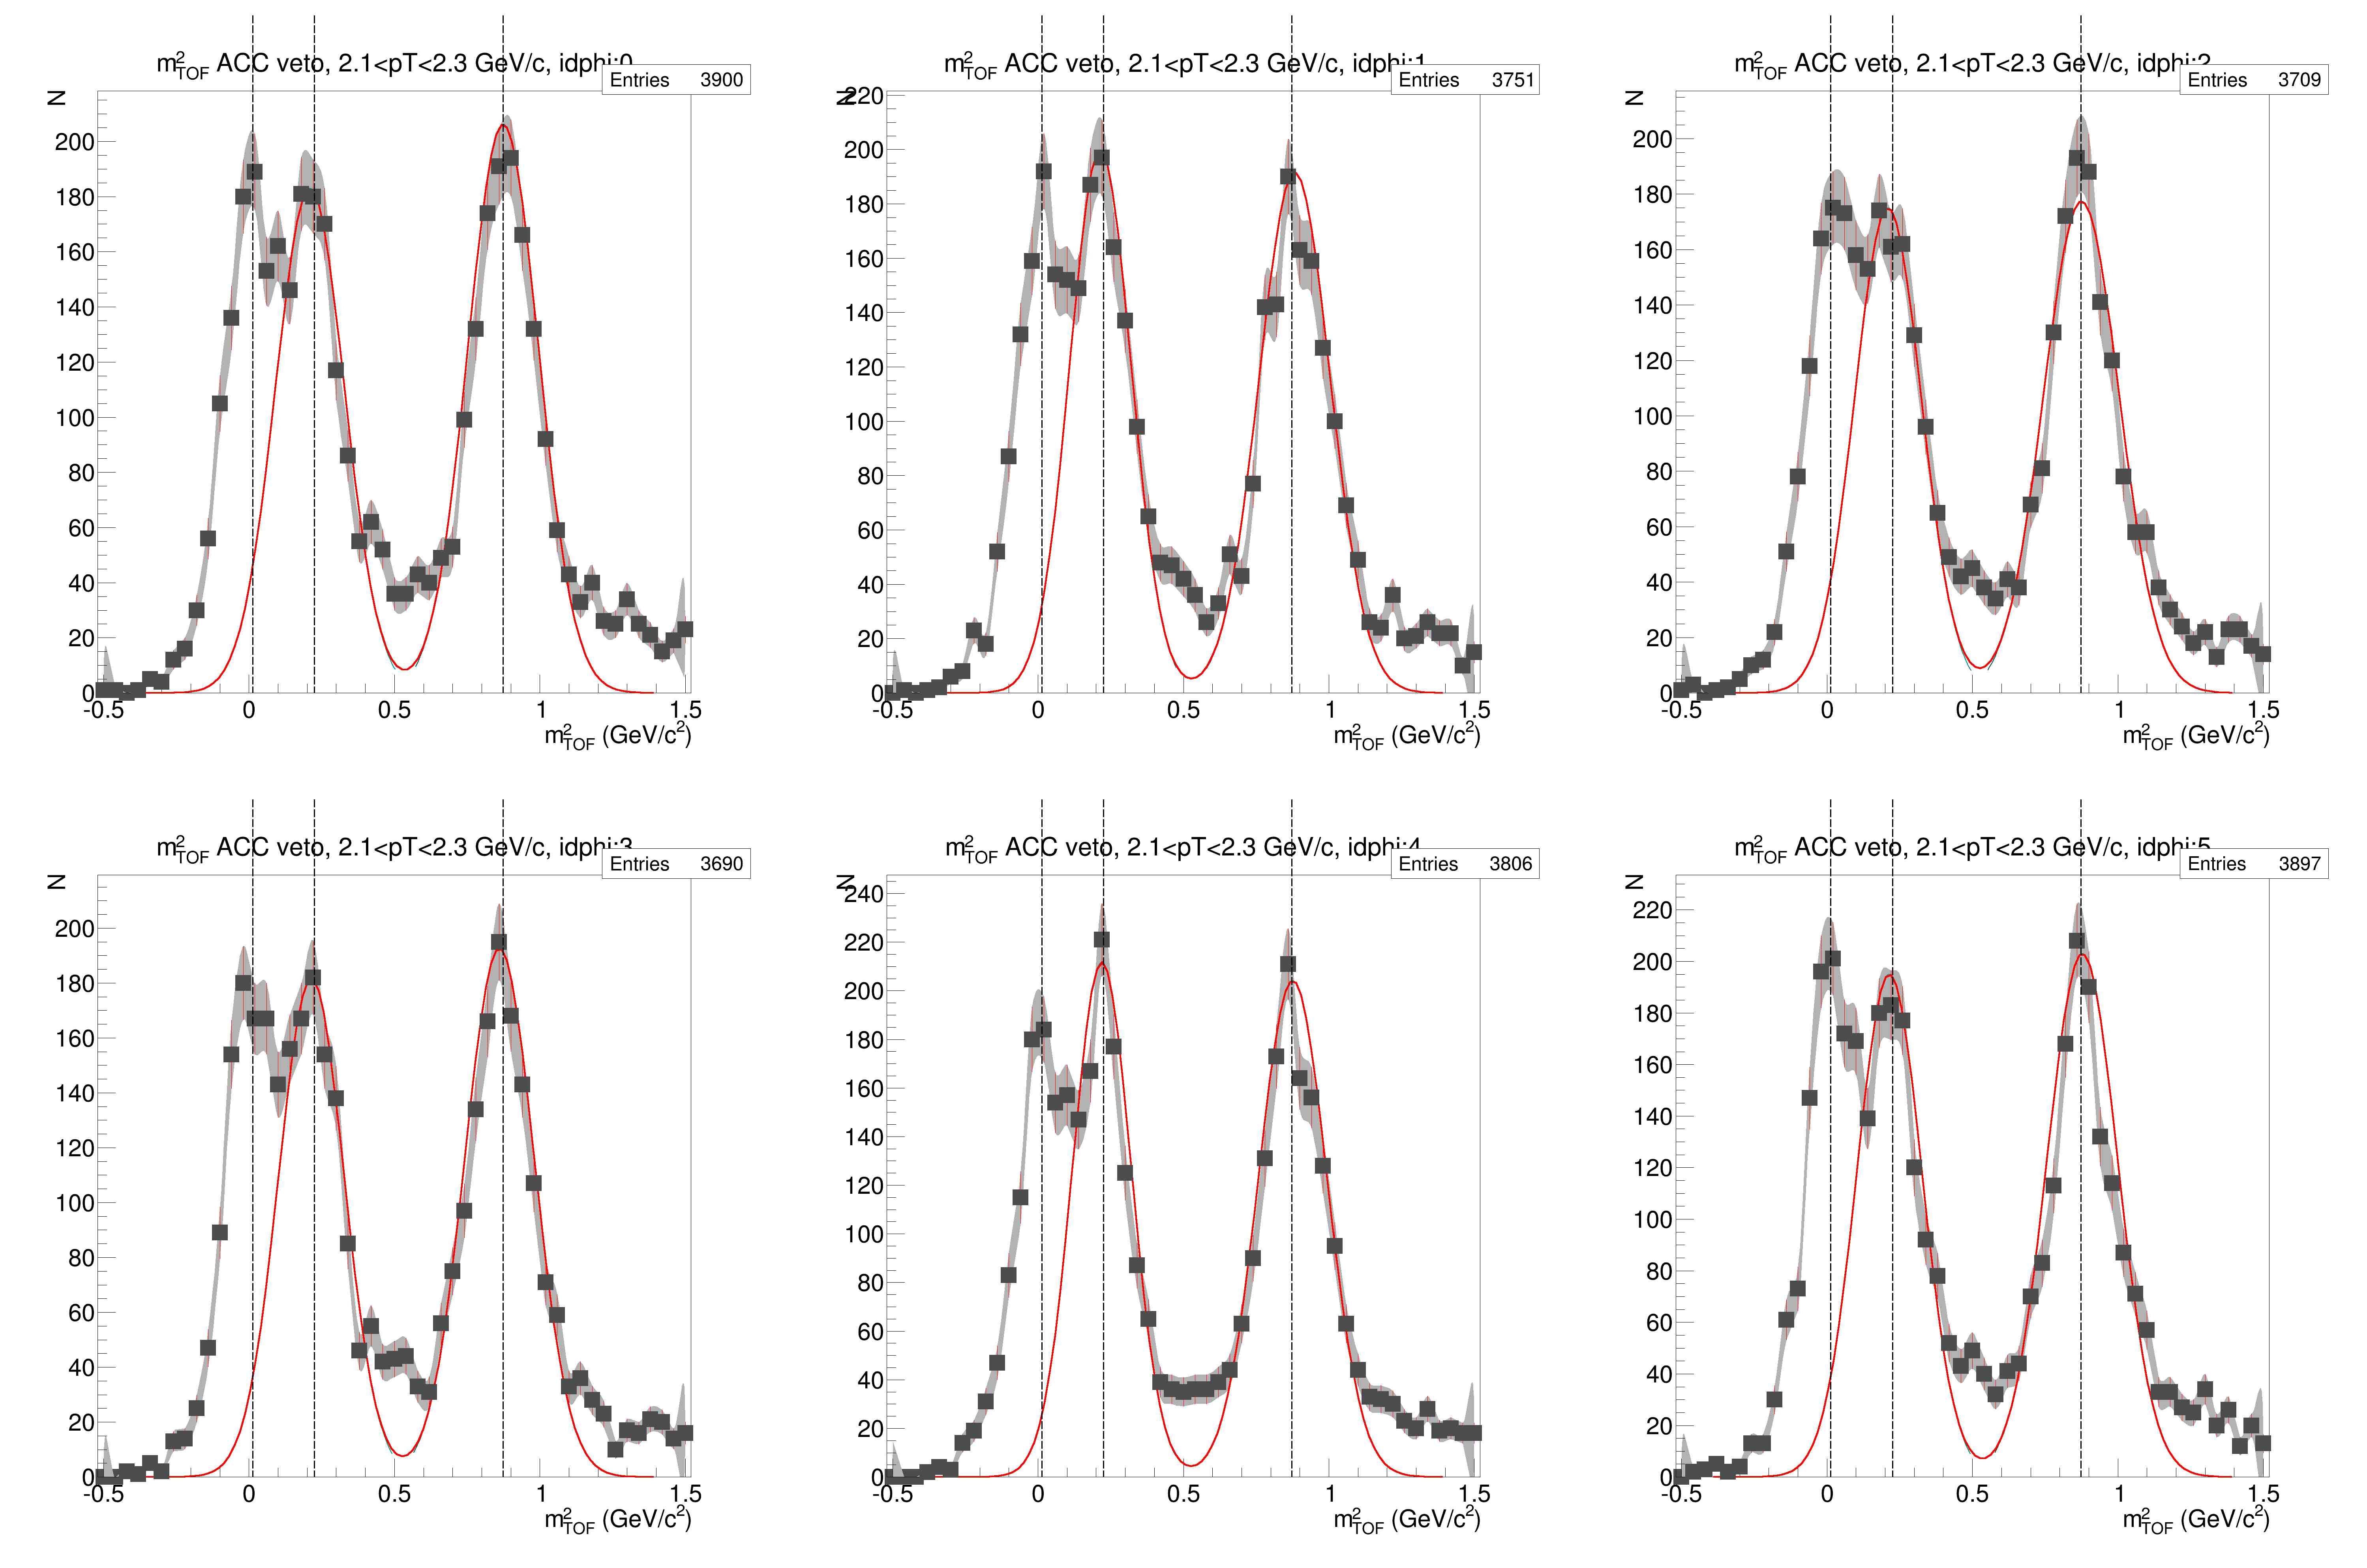 m²TOF ACC veto, 2.1<pT<2.3 GeV/c, idphi:0
Entries 3900
N
200
180
160
140
120
100
80
60
40
20
0
-0.5 0 0.5 1 1.5
m²TOF (GeV/c²)
m²TOF ACC veto, 2.1<pT<2.3 GeV/c, idphi:1
Entries 3751
N
220
200
180
160
140
120
100
80
60
40
20
0
-0.5 0 0.5 1 1.5
m²TOF (GeV/c²)
m²TOF ACC veto, 2.1<pT<2.3 GeV/c, idphi:2
Entries 3709
N
200
180
160
140
120
100
80
60
40
20
0
-0.5 0 0.5 1 1.5
m²TOF (GeV/c²)
m²TOF ACC veto, 2.1<pT<2.3 GeV/c, idphi:3
Entries 3690
N
200
180
160
140
120
100
80
60
40
20
0
-0.5 0 0.5 1 1.5
m²TOF (GeV/c²)
m²TOF ACC veto, 2.1<pT<2.3 GeV/c, idphi:4
Entries 3806
N
240
220
200
180
160
140
120
100
80
60
40
20
0
-0.5 0 0.5 1 1.5
m²TOF (GeV/c²)
m²TOF ACC veto, 2.1<pT<2.3 GeV/c, idphi:5
Entries 3897
N
220
200
180
160
140
120
100
80
60
40
20
0
-0.5 0 0.5 1 1.5
m²TOF (GeV/c²)